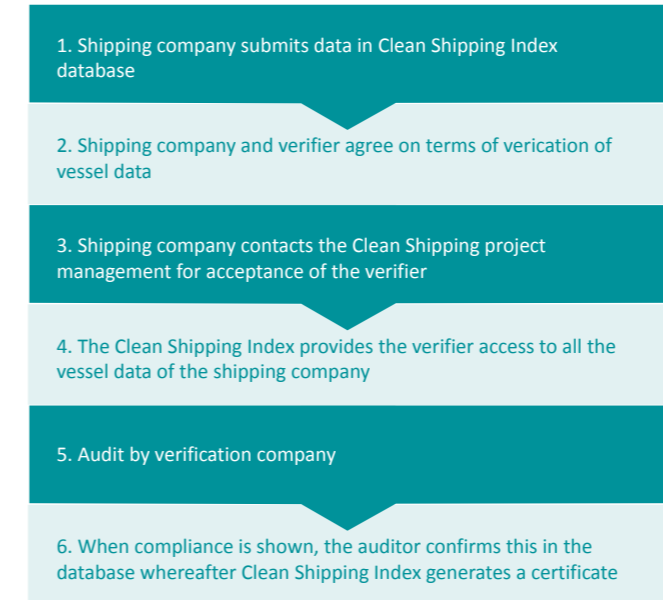 1. Shipping company submits data in Clean Shipping Index
database
2. Shipping company and verifier agree on terms of verication of
vessel data
3. Shipping company contacts the Clean Shipping project
management for acceptance of the verifier
4. The Clean Shipping Index provides the verifier access to all the
vessel data of the shipping company
5. Audit by verification company
6. When compliance is shown, the auditor confirms this in the
database whereafter Clean Shipping Index generates a certificate